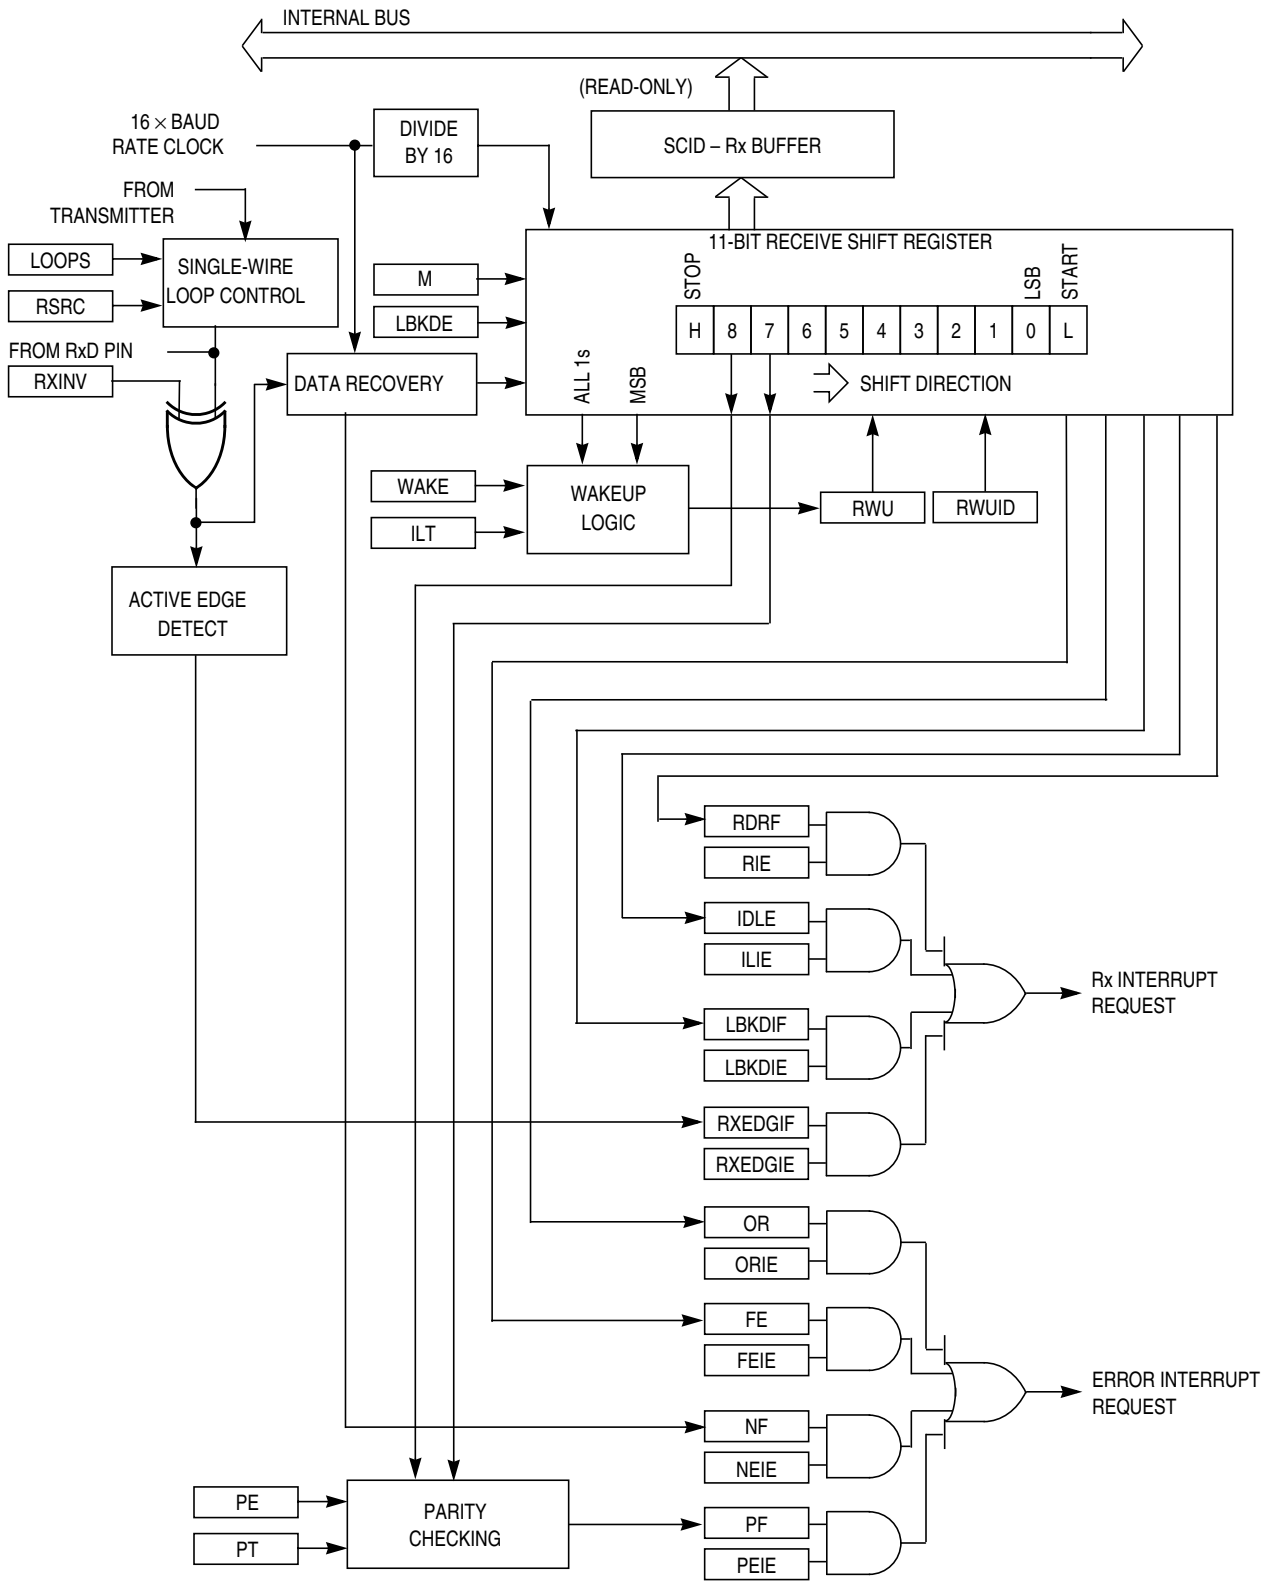 INTERNAL BUS
(READ-ONLY)
16 × BAUD
RATE CLOCK
DIVIDE
BY 16
SCID – Rx BUFFER
FROM
TRANSMITTER
11-BIT RECEIVE SHIFT REGISTER
LOOPS
SINGLE-WIRE
LOOP CONTROL
RSRC
M
LBKDE
STOP
LSB
START
H 8 7 6 5 4 3 2 1 0 L
FROM RxD PIN
RXINV
DATA RECOVERY
ALL 1s
MSB
SHIFT DIRECTION
WAKE
ILT
WAKEUP
LOGIC
RWU
RWUID
ACTIVE EDGE
DETECT
RDRF
RIE
IDLE
ILIE
Rx INTERRUPT
REQUEST
LBKDIF
LBKDIE
RXEDGIF
RXEDGIE
OR
ORIE
FE
FEIE
ERROR INTERRUPT
REQUEST
NF
NEIE
PE
PT
PARITY
CHECKING
PF
PEIE